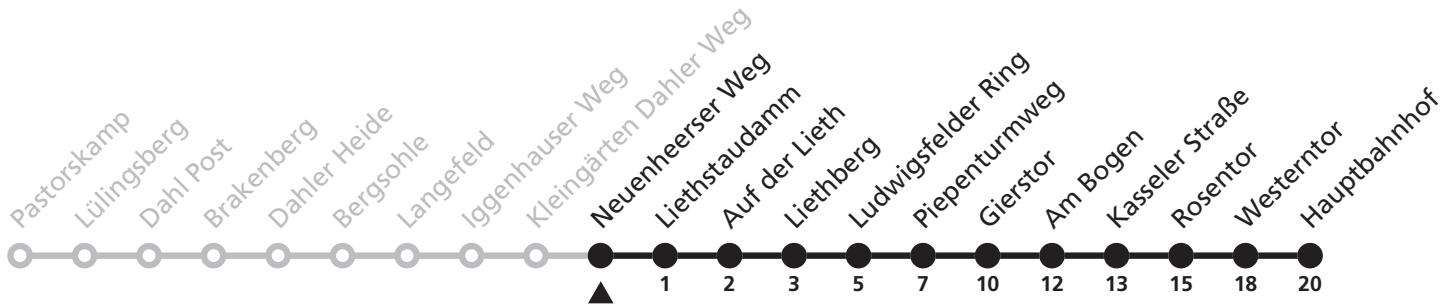 Pastorskamp
Lülingsberg
Dahl Post
Brakenberg
Dahler Heide
Bergsohle
Langefeld
Iggenhauser Weg
Kleingärten Dahler Weg
Neuenheerser Weg
Liethstaudamm
Auf der Lieth
Liethberg
Ludwigsfelder Ring
Piepenturmweg
Gierstor
Am Bogen
Kasseler Straße
Rosentor
Westerntor
Hauptbahnhof
1 2 3 5 7 10 12 13 15 18 20